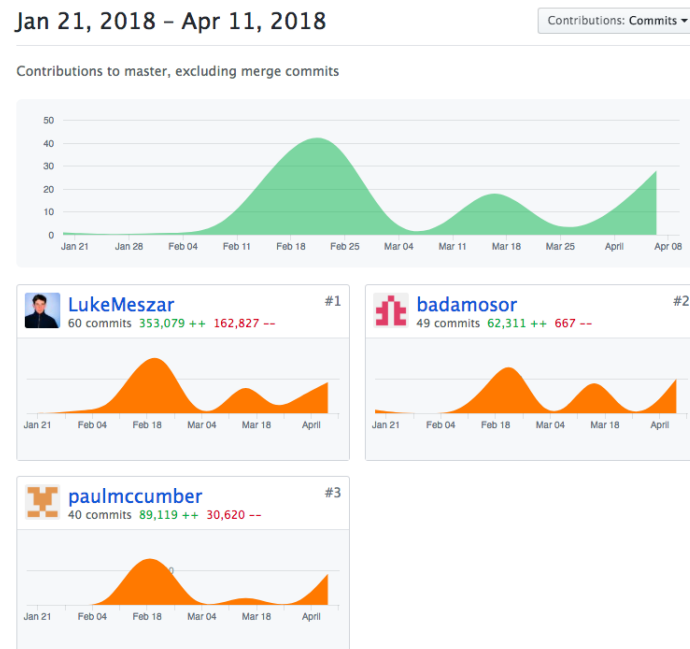 Jan 21, 2018 – Apr 11, 2018
Contributions: Commits
Contributions to master, excluding merge commits
50
40
30
20
10
0
Jan 21 Jan 28 Feb 04 Feb 11 Feb 18 Feb 25 Mar 04 Mar 11 Mar 18 Mar 25 April Apr 08
LukeMeszar #1
60 commits 353,079 ++ 162,827 --
Jan 21 Feb 04 Feb 18 Mar 04 Mar 18 April
badamosor #2
49 commits 62,311 ++ 667 --
Jan 21 Feb 04 Feb 18 Mar 04 Mar 18 April
paulmccumber #3
40 commits 89,119 ++ 30,620 --
Jan 21 Feb 04 Feb 18 Mar 04 Mar 18 April